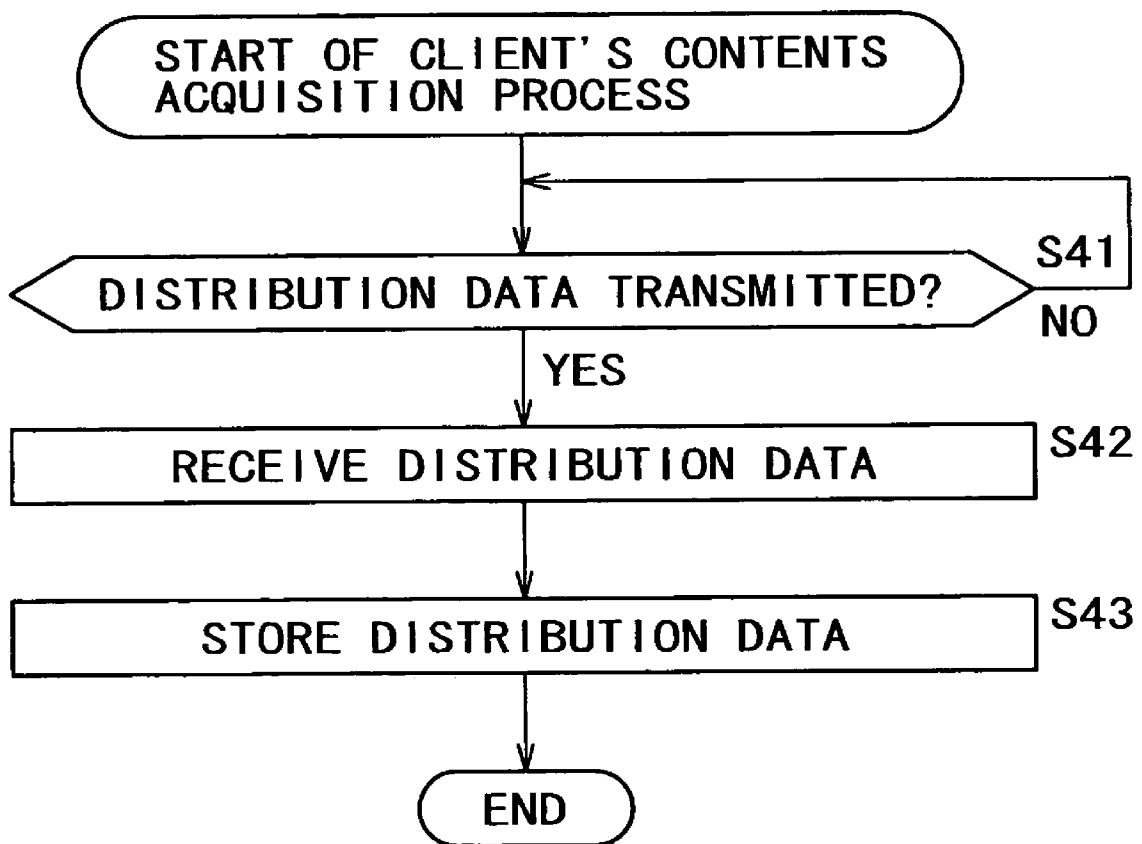 START OF CLIENT'S CONTENTS
ACQUISITION PROCESS
S41
DISTRIBUTION DATA TRANSMITTED?
NO
YES
S42
RECEIVE DISTRIBUTION DATA
S43
STORE DISTRIBUTION DATA
END